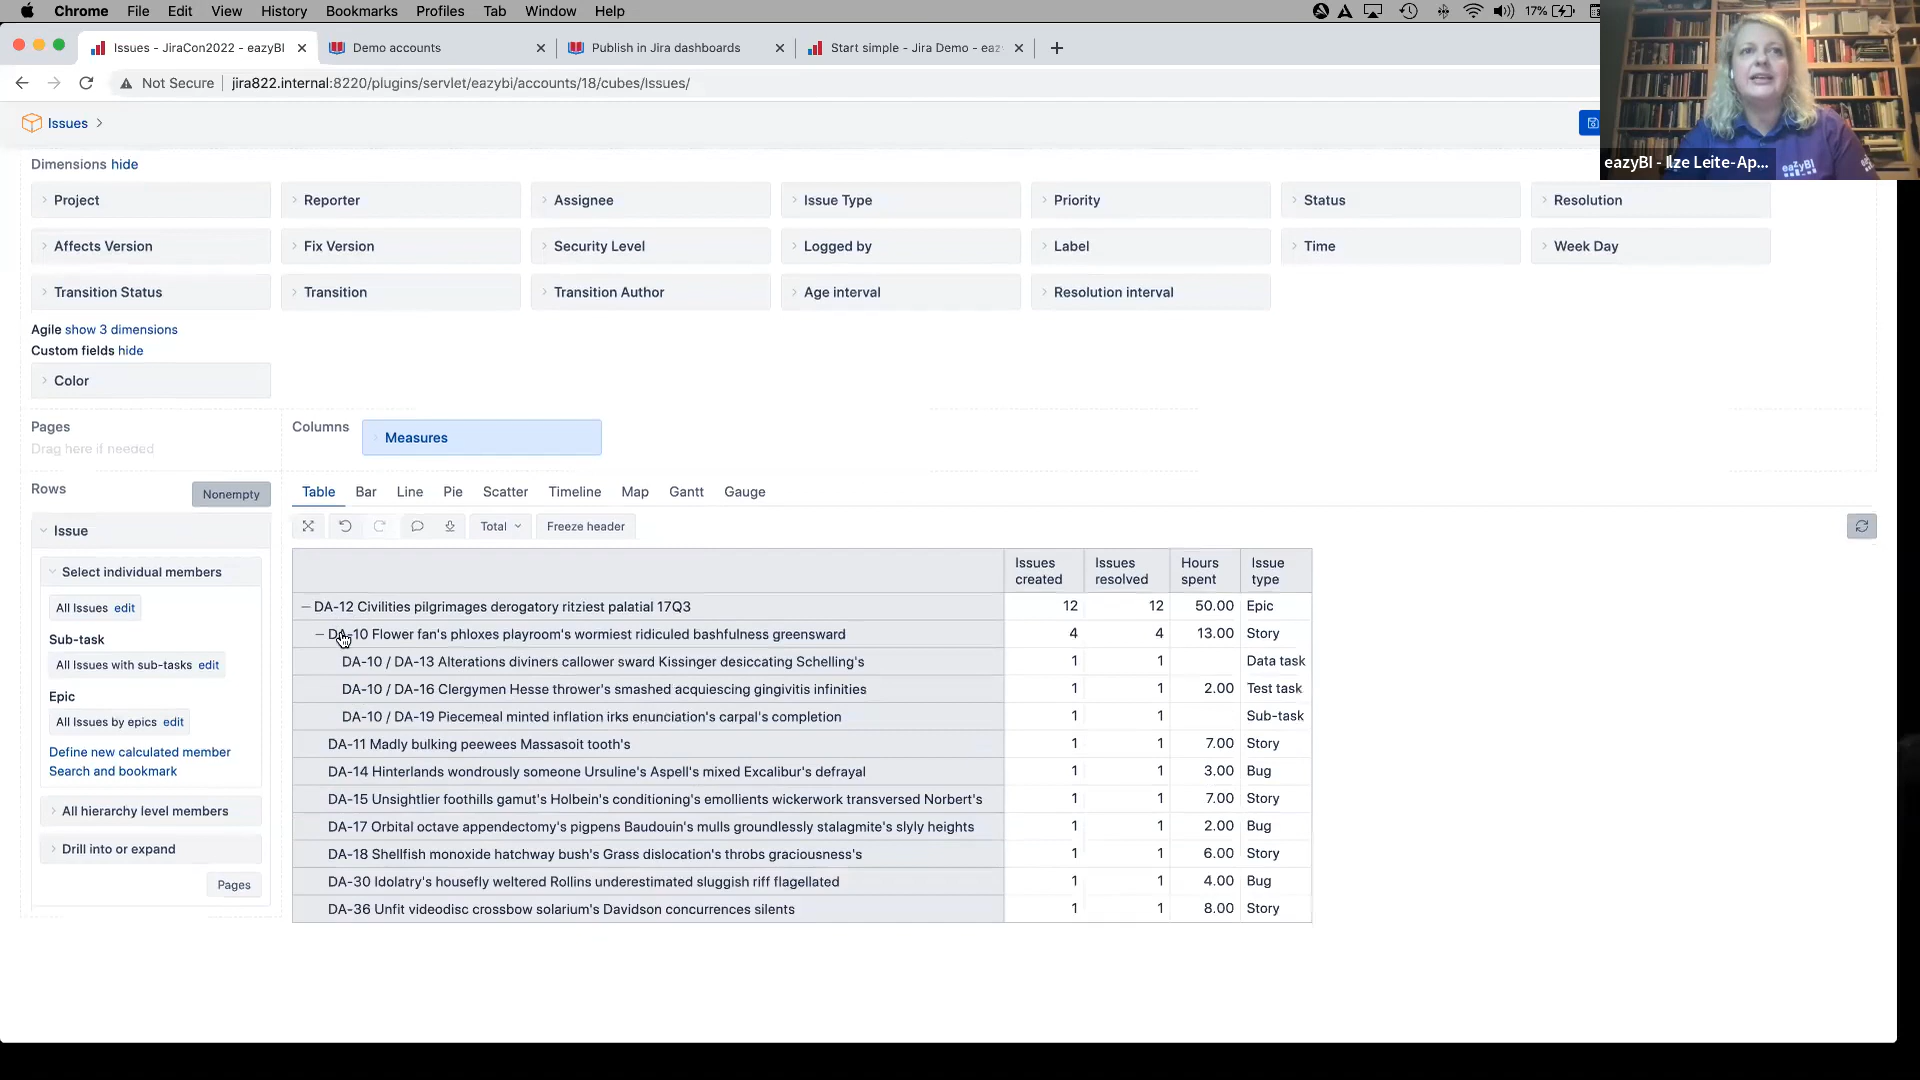 Chrome File Edit View History Bookmarks Profiles Tab Window Help 17%
Issues - JiraCon2022 - eazyBI
Demo accounts
Publish in Jira dashboards
Start simple - Jira Demo - eaz
Not Secure jira822.internal:8220/plugins/servlet/eazybi/accounts/18/cubes/Issues/
Issues
eazyBI - Ilze Leite-Ap...
eazyBI
Dimensions hide
Project Reporter Assignee Issue Type Priority Status Resolution
Affects Version Fix Version Security Level Logged by Label Time Week Day
Transition Status Transition Transition Author Age interval Resolution interval
Agile show 3 dimensions
Custom fields hide
Color
Pages
Drag here if needed
Columns Measures
Rows Nonempty
Table Bar Line Pie Scatter Timeline Map Gantt Gauge
Total Freeze header
Issue
Select individual members
All Issues edit
Sub-task
All Issues with sub-tasks edit
Epic
All Issues by epics edit
Define new calculated member
Search and bookmark
All hierarchy level members
Drill into or expand
Pages
Issues created Issues resolved Hours spent Issue type
DA-12 Civilities pilgrimages derogatory ritziest palatial 17Q3 12 12 50.00 Epic
DA-10 Flower fan's phloxes playroom's wormiest ridiculed bashfulness greensward 4 4 13.00 Story
DA-10 / DA-13 Alterations diviners callower sward Kissinger desiccating Schelling's 1 1 Data task
DA-10 / DA-16 Clergymen Hesse thrower's smashed acquiescing gingivitis infinities 1 1 2.00 Test task
DA-10 / DA-19 Piecemeal minted inflation irks enunciation's carpal's completion 1 1 Sub-task
DA-11 Madly bulking peewees Massasoit tooth's 1 1 7.00 Story
DA-14 Hinterlands wondrously someone Ursuline's Aspell's mixed Excalibur's defrayal 1 1 3.00 Bug
DA-15 Unsightlier foothills gamut's Holbein's conditioning's emollients wickerwork transversed Norbert's 1 1 7.00 Story
DA-17 Orbital octave appendectomy's pigpens Baudouin's mulls groundlessly stalagmite's slyly heights 1 1 2.00 Bug
DA-18 Shellfish monoxide hatchway bush's Grass dislocation's throbs graciousness's 1 1 6.00 Story
DA-30 Idolatry's housefly weltered Rollins underestimated sluggish riff flagellated 1 1 4.00 Bug
DA-36 Unfit videodisc crossbow solarium's Davidson concurrences silents 1 1 8.00 Story